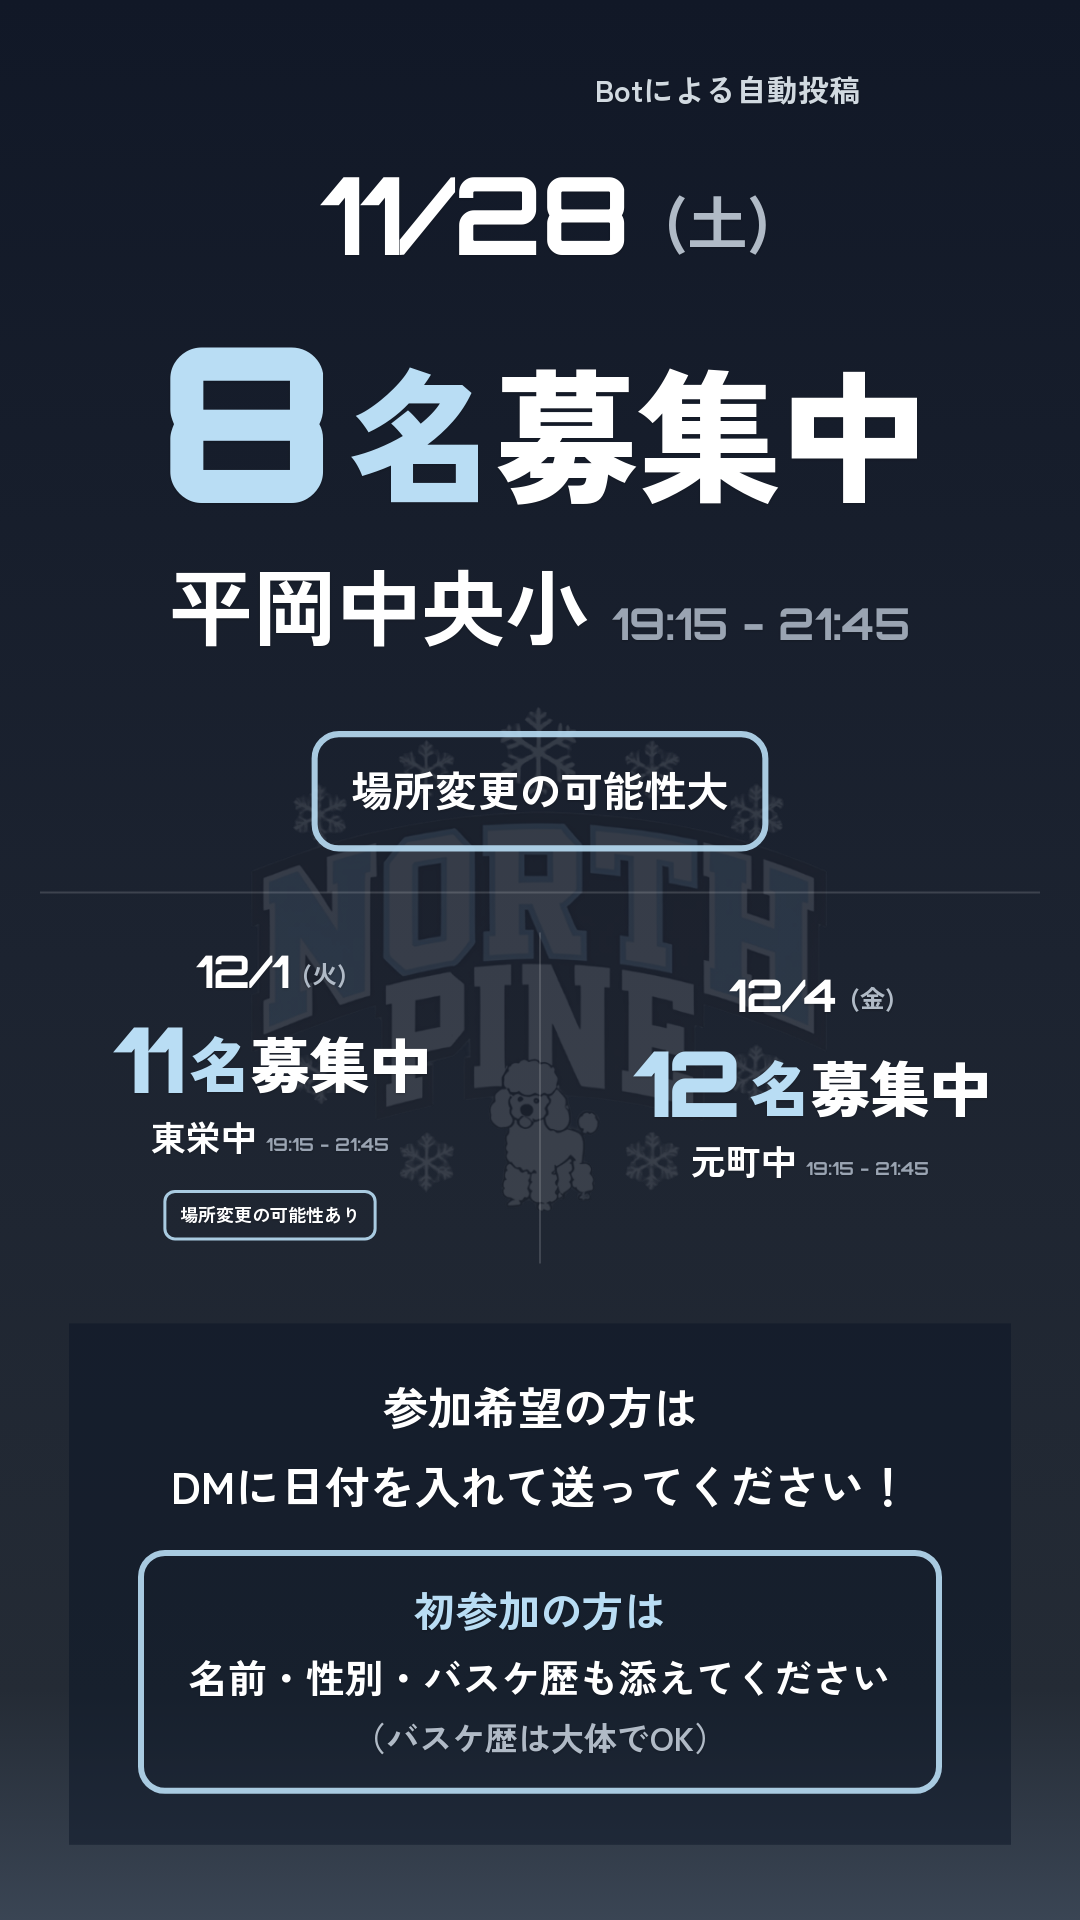 Botによる自動投稿
11/28 (土)
8名募集中
平岡中央小 19:15 - 21:45
場所変更の可能性大
NORTH
PINE
12/1 (火)
11名募集中
東栄中 19:15 - 21:45
場所変更の可能性あり
12/4 (金)
12名募集中
元町中 19:15 - 21:45
参加希望の方は
DMに日付を入れて送ってください！
初参加の方は
名前・性別・バスケ歴も添えてください
（バスケ歴は大体でOK）